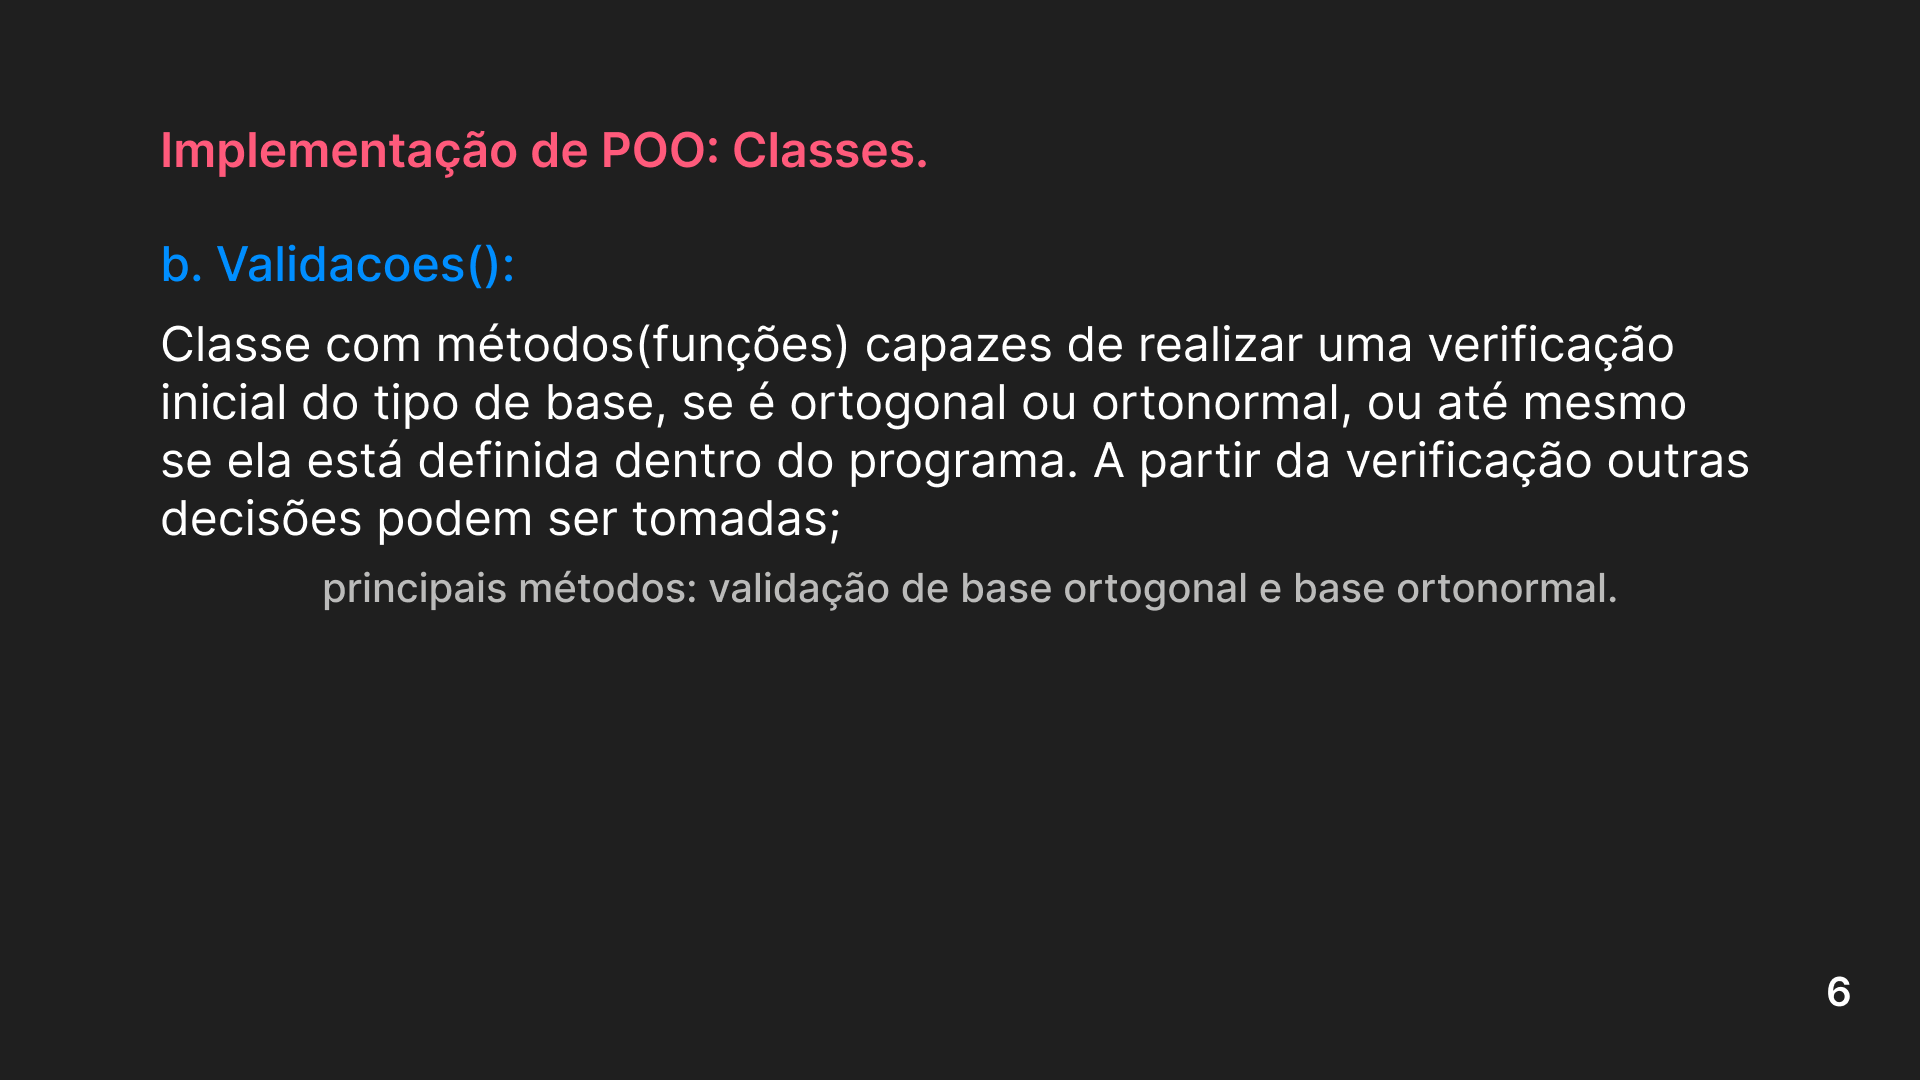 Implementação de POO: Classes.
b. Validacoes():
Classe com métodos(funções) capazes de realizar uma verificação
inicial do tipo de base, se é ortogonal ou ortonormal, ou até mesmo
se ela está definida dentro do programa. A partir da verificação outras
decisões podem ser tomadas;
principais métodos: validação de base ortogonal e base ortonormal.
6